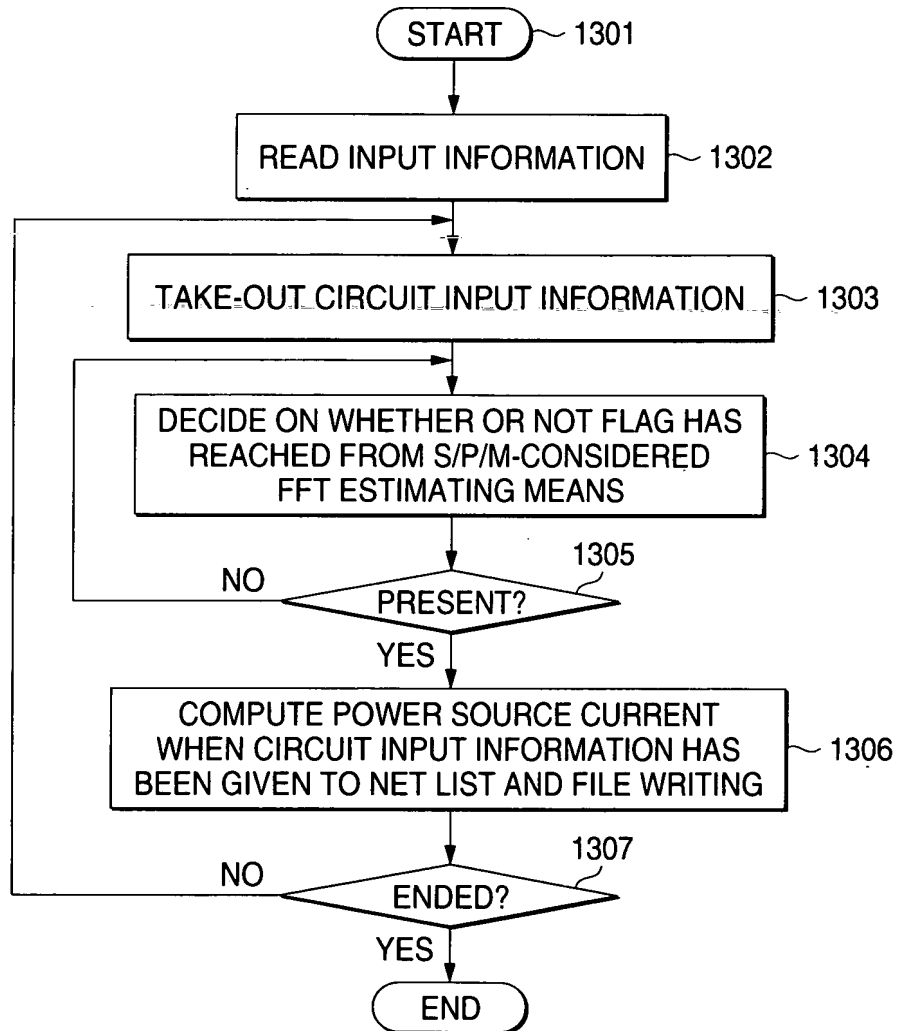 START
1301
READ INPUT INFORMATION
1302
TAKE-OUT CIRCUIT INPUT INFORMATION
1303
DECIDE ON WHETHER OR NOT FLAG HAS
REACHED FROM S/P/M-CONSIDERED
FFT ESTIMATING MEANS
1304
1305
NO
PRESENT?
YES
COMPUTE POWER SOURCE CURRENT
WHEN CIRCUIT INPUT INFORMATION HAS
BEEN GIVEN TO NET LIST AND FILE WRITING
1306
1307
NO
ENDED?
YES
END